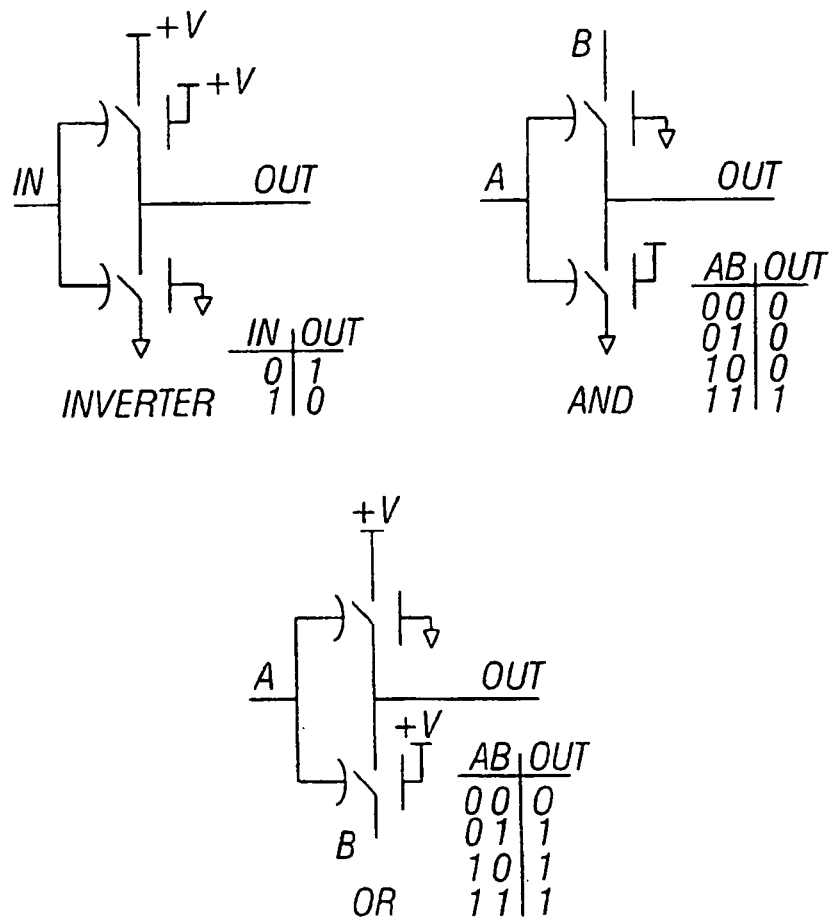 +V
+V
IN
OUT
IN OUT
0 1
1 0
INVERTER
B
A
OUT
AB OUT
00 0
01 0
10 0
11 1
AND
+V
A
OUT
+V
B
AB OUT
00 0
01 1
10 1
11 1
OR